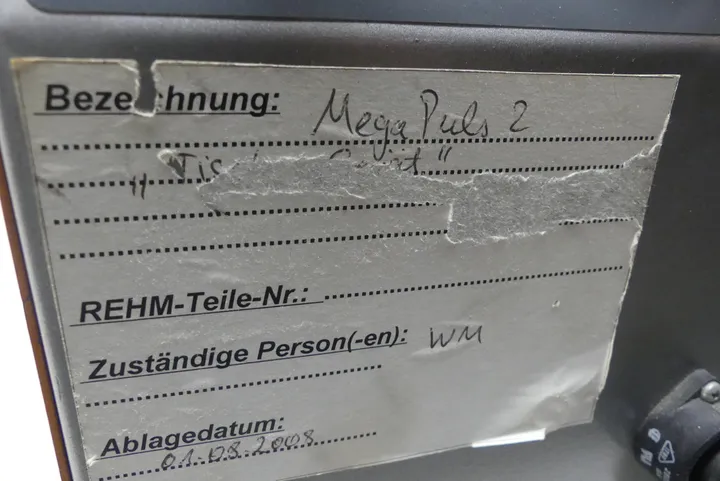 Bezeichnung: Mega Puls 2
REHM-Teile-Nr.:
Zuständige Person(-en): WM
Ablagedatum:
01.08.2008